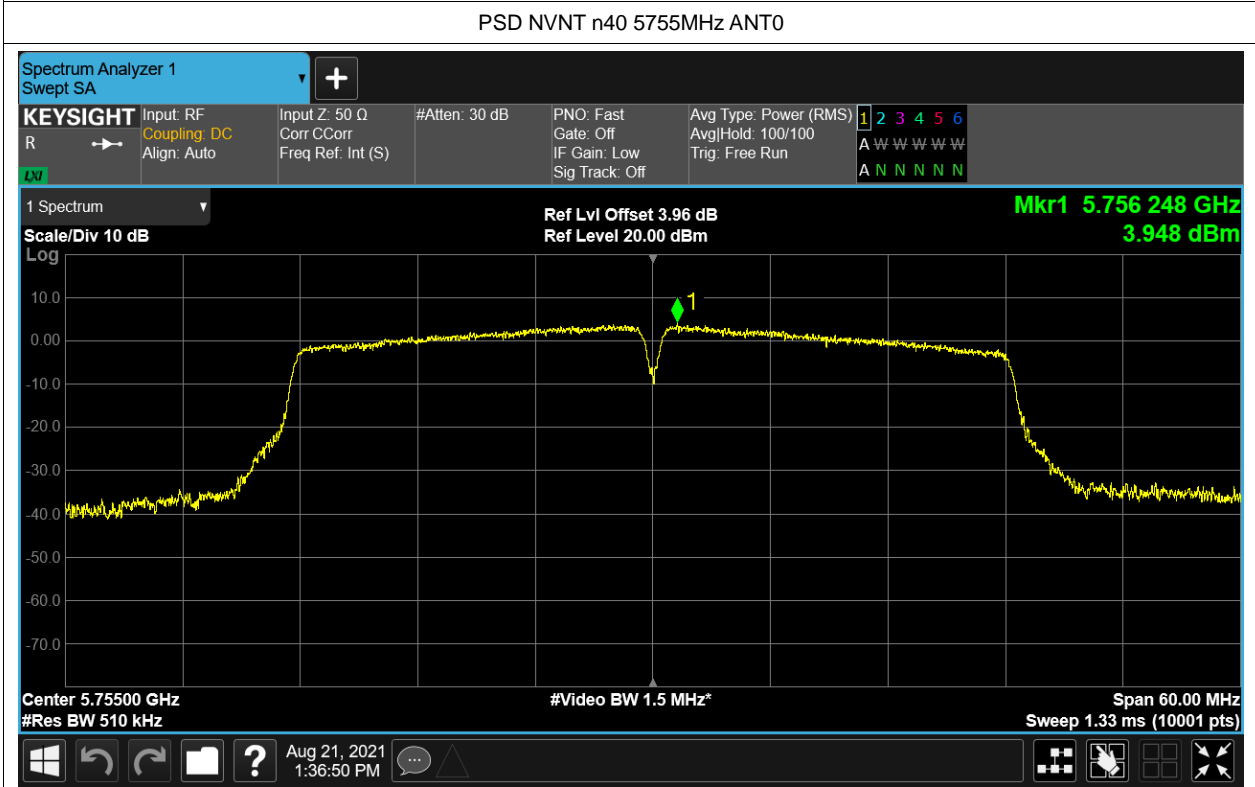 PSD NVNT n40 5755MHz ANT0
Spectrum Analyzer 1
Swept SA
+
KEYSIGHT
R
LXI
Input: RF
Coupling: DC
Align: Auto
Input Z: 50 Ω
Corr CCorr
Freq Ref: Int (S)
#Atten: 30 dB
PNO: Fast
Gate: Off
IF Gain: Low
Sig Track: Off
Avg Type: Power (RMS)
Avg|Hold: 100/100
Trig: Free Run
1 2 3 4 5 6
A W W W W W
A N N N N N
1 Spectrum
Scale/Div 10 dB
Log
Ref Lvl Offset 3.96 dB
Ref Level 20.00 dBm
Mkr1 5.756 248 GHz
3.948 dBm
1
10.0
0.00
-10.0
-20.0
-30.0
-40.0
-50.0
-60.0
-70.0
Center 5.75500 GHz
#Res BW 510 kHz
#Video BW 1.5 MHz*
Span 60.00 MHz
Sweep 1.33 ms (10001 pts)
?
Aug 21, 2021
1:36:50 PM